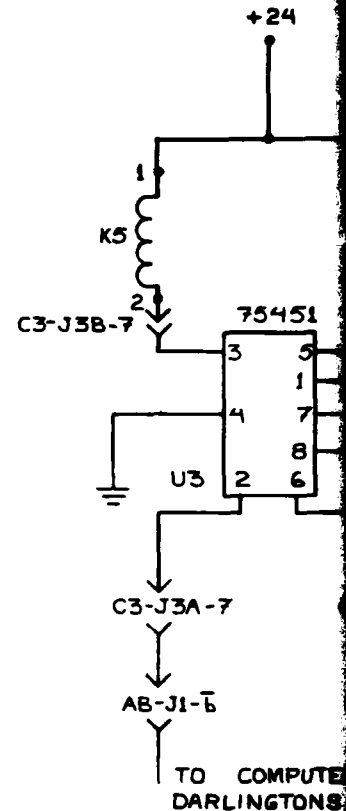 +24
1
K5
2
C3-J3B-7
75451
3 5
1
4 7
8
U3 2 6
C3-J3A-7
AB-J1-b̅
TO COMPUTE
DARLINGTONS